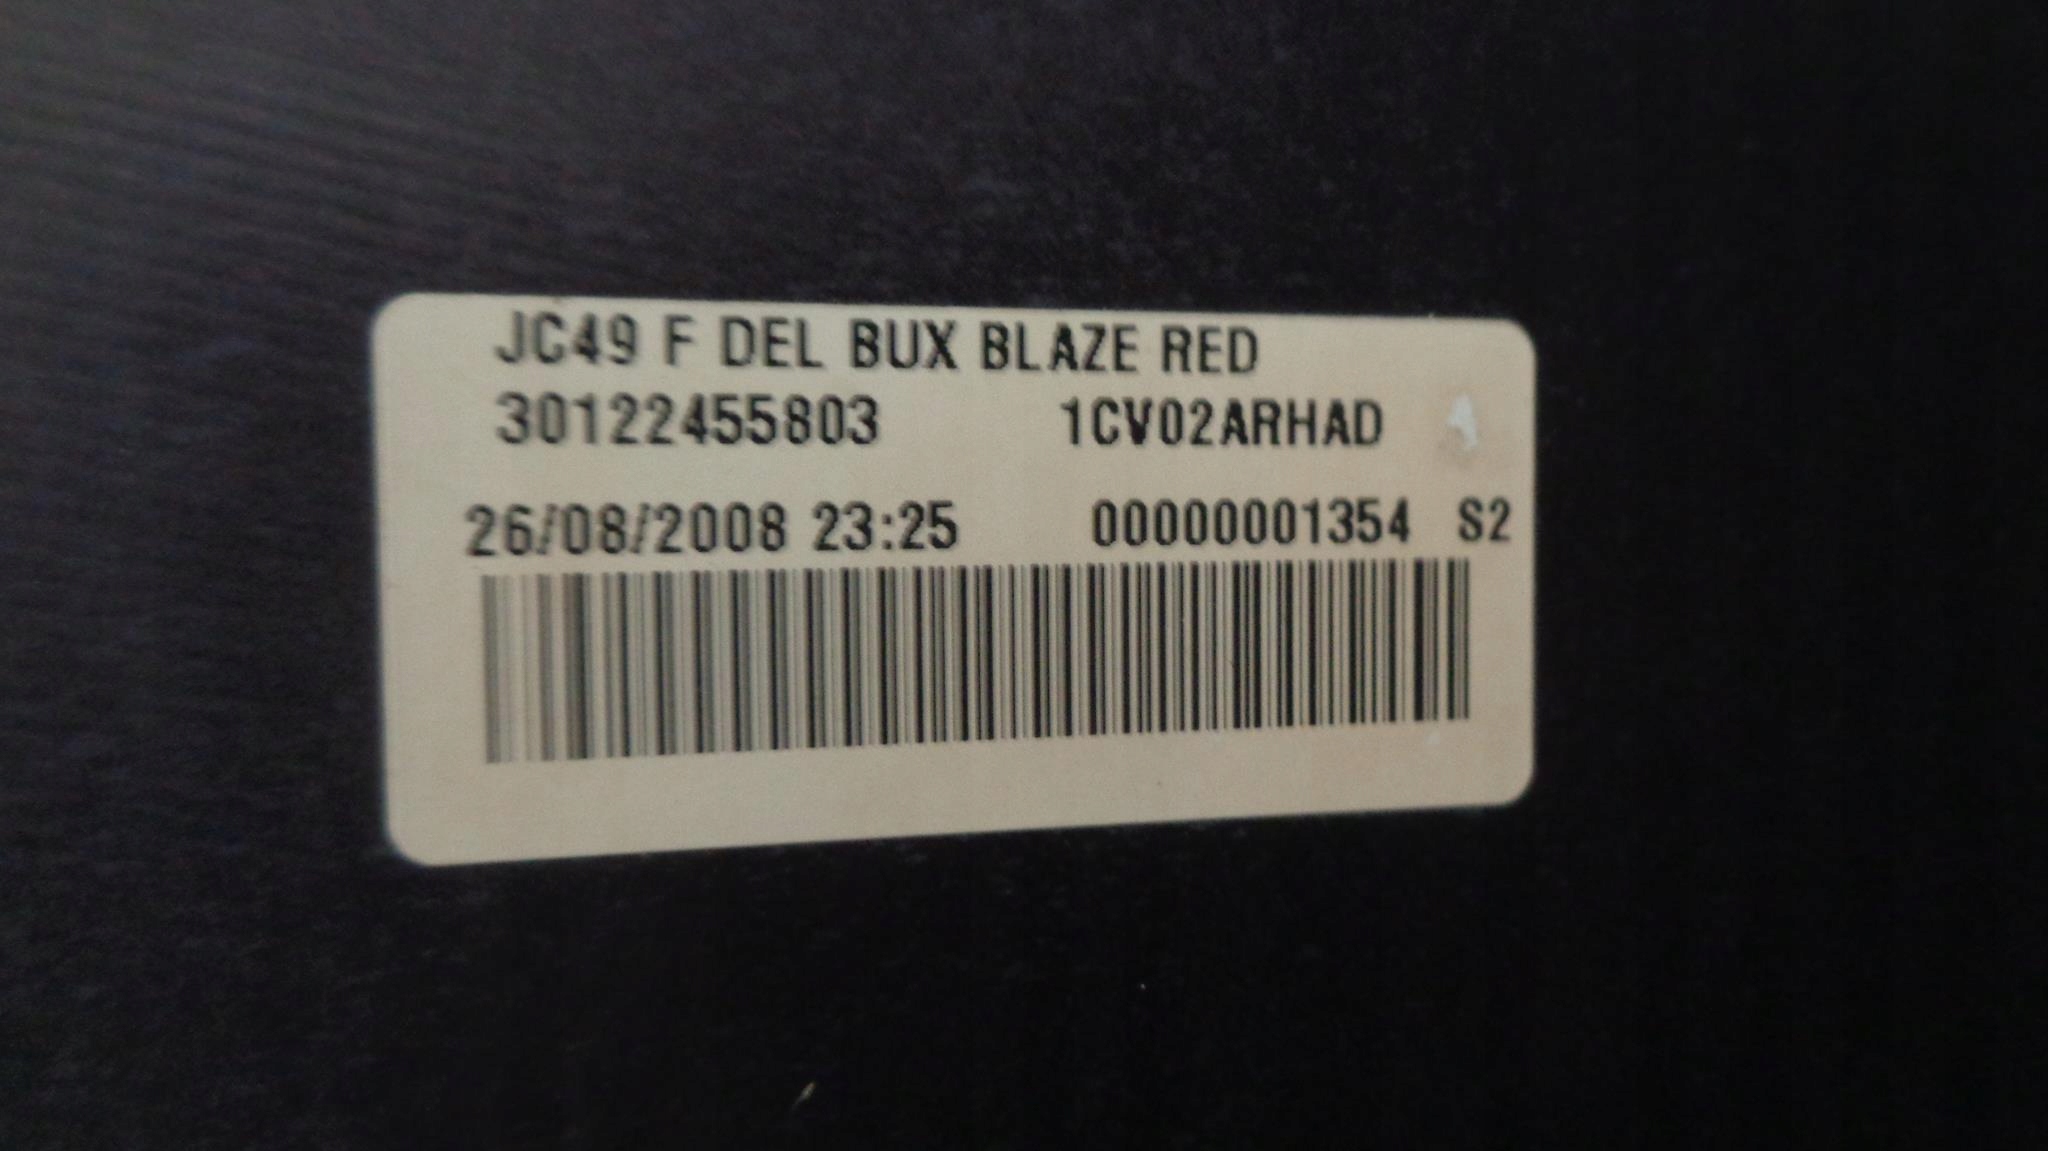 JC49 F DEL BUX BLAZE RED
30122455803 1CV02ARHAD
26/08/2008 23:25 00000001354 S2